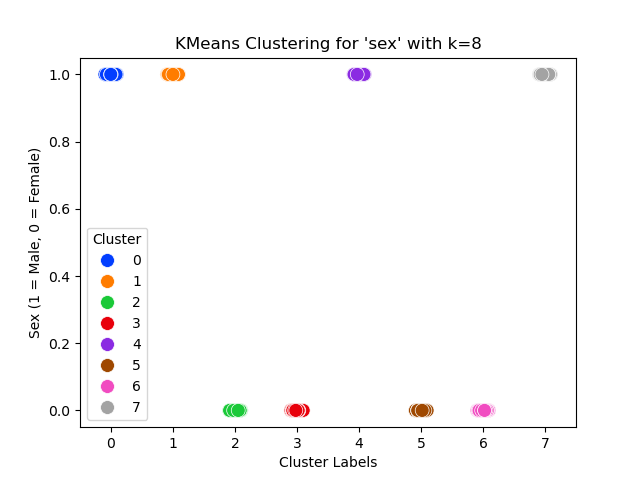 KMeans Clustering for 'sex' with k=8
Sex (1 = Male, 0 = Female)
1.0
0.8
0.6
0.4
0.2
0.0
Cluster
0
1
2
3
4
5
6
7
0 1 2 3 4 5 6 7
Cluster Labels